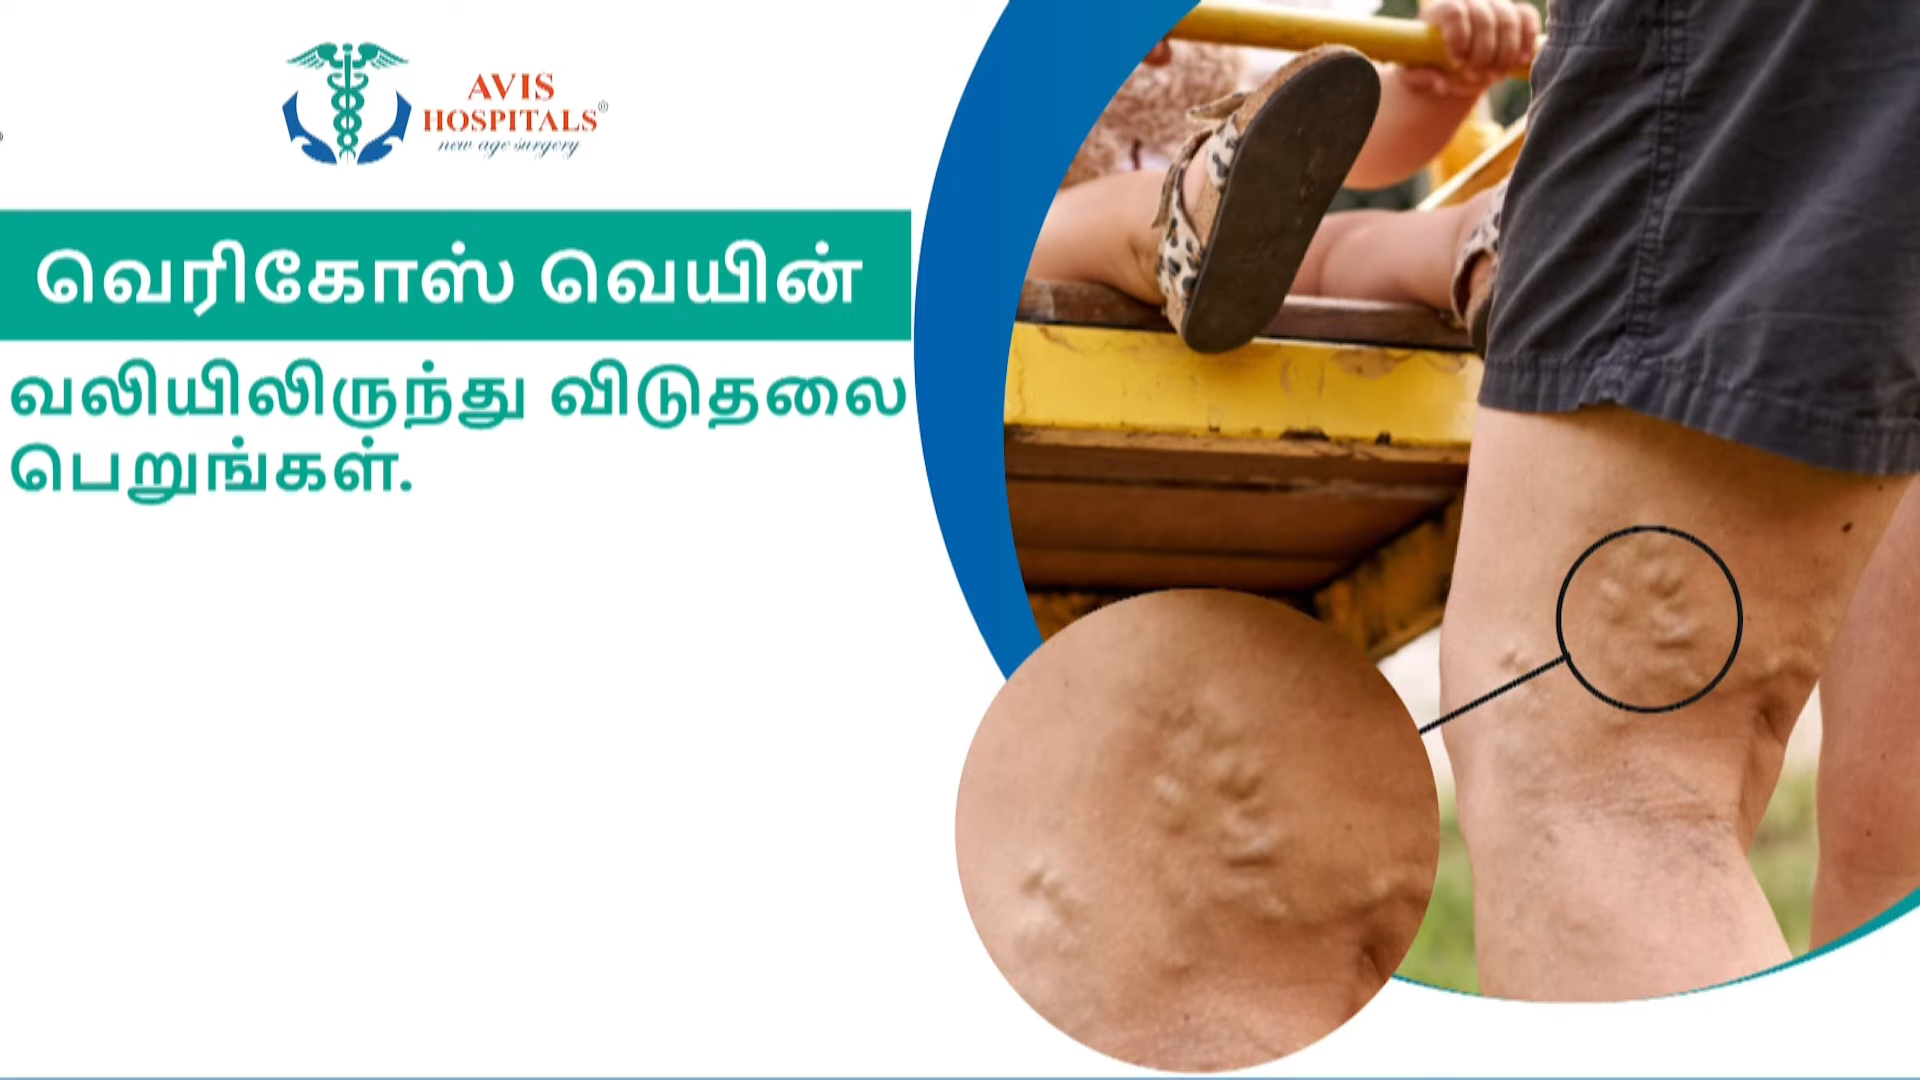 AVIS
HOSPITALS®
new age surgery
வெரிகோஸ் வெயின்
வலியிலிருந்து விடுதலை
பெறுங்கள்.